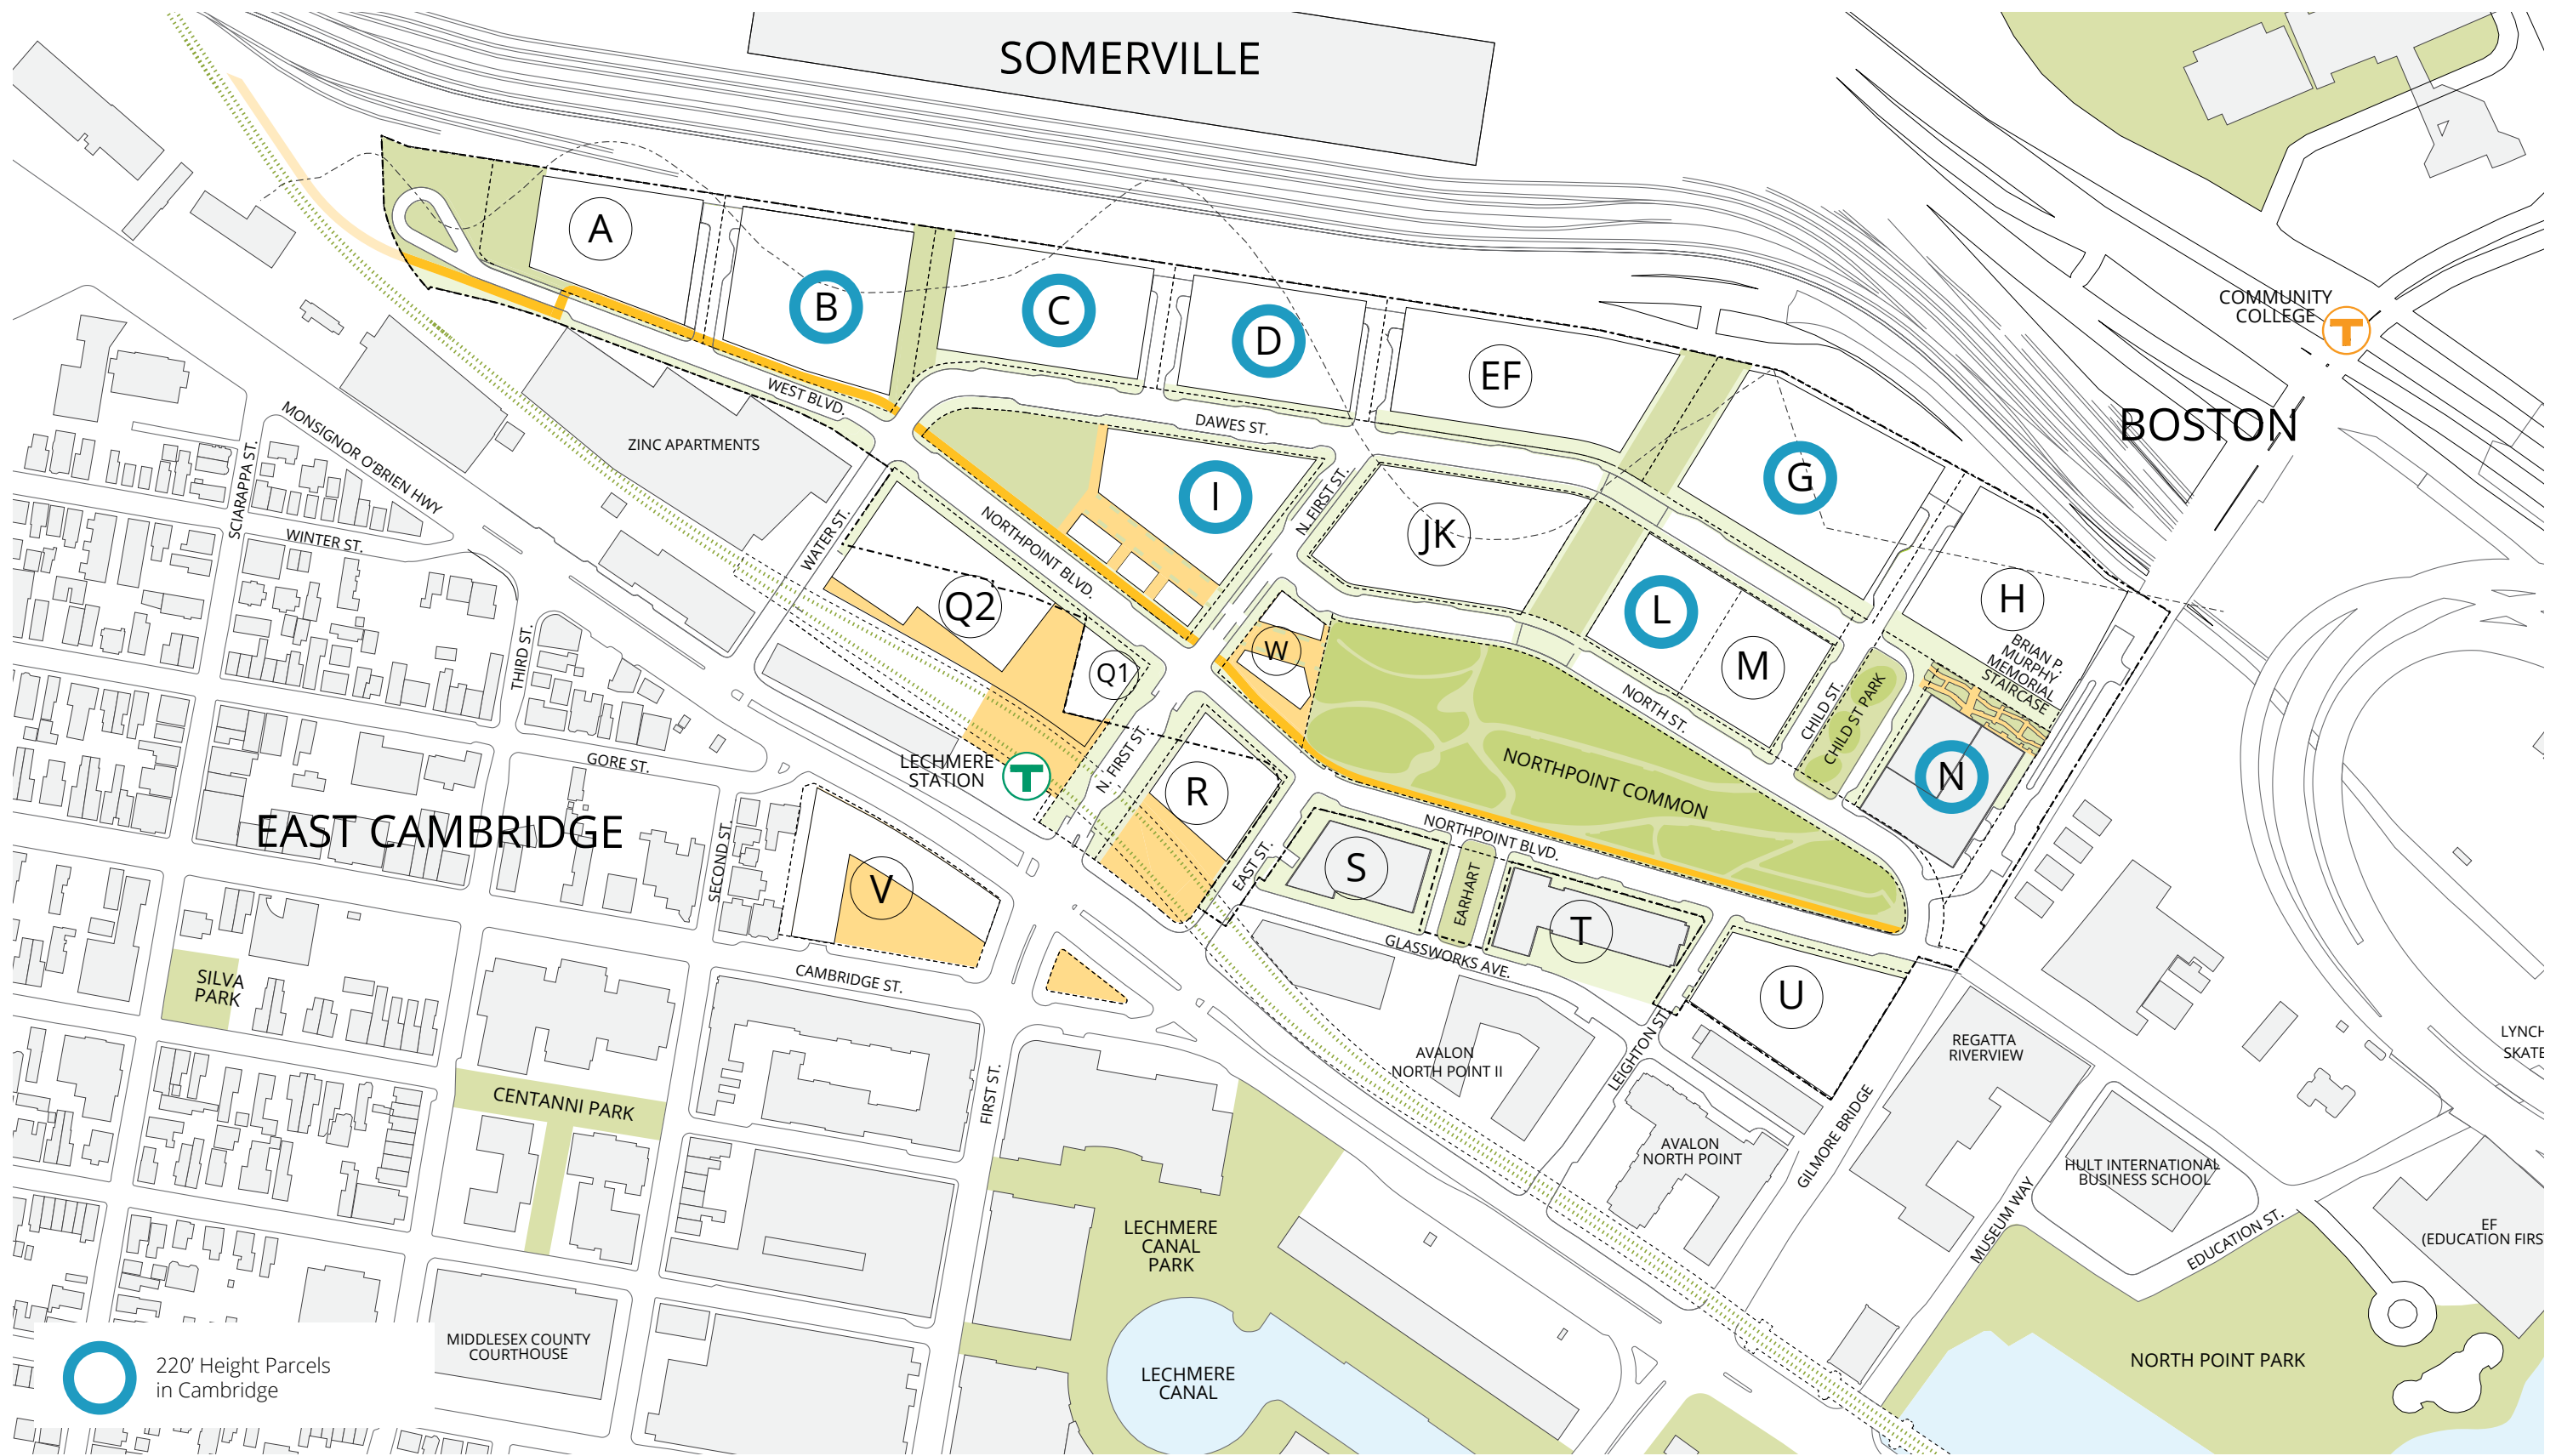 SOMERVILLE
A
B
C
D
EF
G
H
I
JK
L
M
N
Q2
Q1
W
R
S
T
U
V
COMMUNITY
COLLEGE
T
BOSTON
WEST BLVD.
DAWES ST.
ZINC APARTMENTS
MONSIGNOR O'BRIEN HWY
SCIARAPPA ST.
WINTER ST.
WATER ST.
NORTHPOINT BLVD.
N. FIRST ST.
BRIAN P.
MURPHY
MEMORIAL
STAIRCASE
THIRD ST.
CHILD ST.
CHILD ST PARK
NORTH ST.
NORTHPOINT COMMON
GORE ST.
LECHMERE
STATION
T
N. FIRST ST.
EAST CAMBRIDGE
SECOND ST.
EAST ST.
NORTHPOINT BLVD.
EARHART
GLASSWORKS AVE.
CAMBRIDGE ST.
SILVA
PARK
LEIGHTON ST.
AVALON
NORTH POINT II
REGATTA
RIVERVIEW
LYNCH
SKATE
FIRST ST.
CENTANNI PARK
AVALON
NORTH POINT
GILMORE BRIDGE
HULT INTERNATIONAL
BUSINESS SCHOOL
MUSEUM WAY
EDUCATION ST.
EF
(EDUCATION FIRS
LECHMERE
CANAL
PARK
MIDDLESEX COUNTY
COURTHOUSE
LECHMERE
CANAL
NORTH POINT PARK
220' Height Parcels
in Cambridge